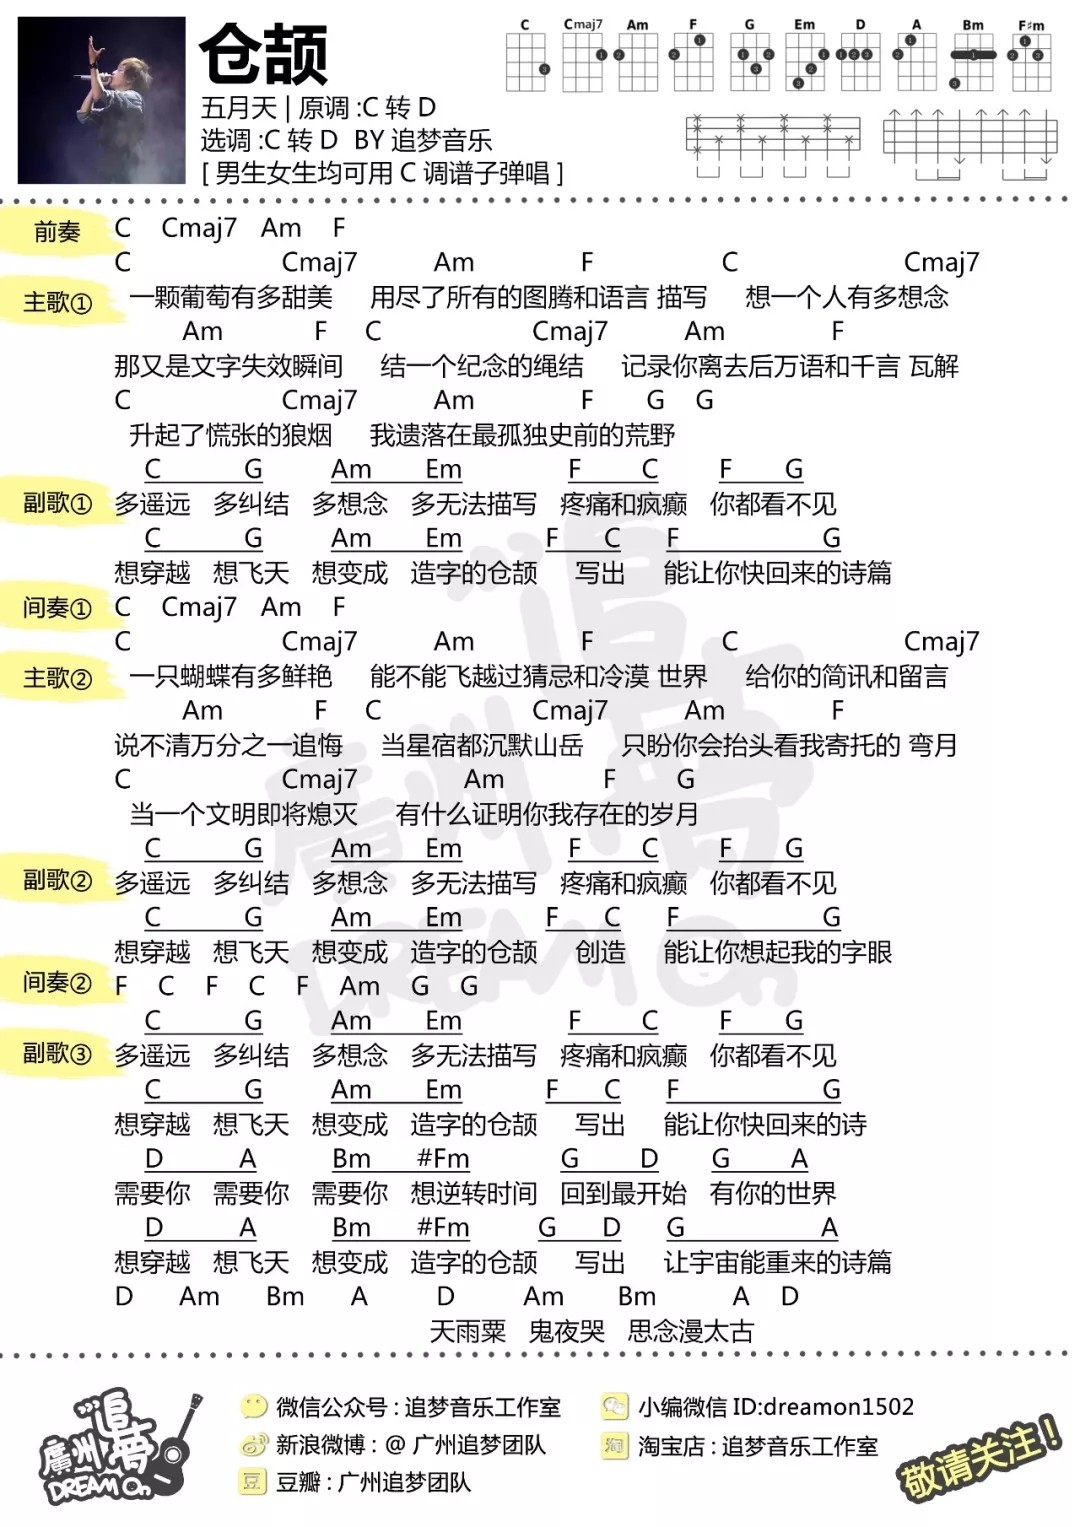 仓颉
五月天 | 原调 :C 转 D
选调 :C 转 D BY 追梦音乐
[ 男生女生均可用 C 调谱子弹唱 ]
C Cmaj7 Am F G Em D A Bm F#m
前奏 C Cmaj7 Am F
C Cmaj7 Am F C Cmaj7
主歌① 一颗葡萄有多甜美 用尽了所有的图腾和语言 描写 想一个人有多想念
Am F C Cmaj7 Am F
那又是文字失效瞬间 结一个纪念的绳结 记录你离去后万语和千言 瓦解
C Cmaj7 Am F G G
升起了慌张的狼烟 我遗落在最孤独史前的荒野
C G Am Em F C F G
副歌① 多遥远 多纠结 多想念 多无法描写 疼痛和疯癫 你都看不见
C G Am Em F C F G
想穿越 想飞天 想变成 造字的仓颉 写出 能让你快回来的诗篇
间奏① C Cmaj7 Am F
C Cmaj7 Am F C Cmaj7
主歌② 一只蝴蝶有多鲜艳 能不能飞越过猜忌和冷漠 世界 给你的简讯和留言
Am F C Cmaj7 Am F
说不清万分之一追悔 当星宿都沉默山岳 只盼你会抬头看我寄托的 弯月
C Cmaj7 Am F G
当一个文明即将熄灭 有什么证明你我存在的岁月
C G Am Em F C F G
副歌② 多遥远 多纠结 多想念 多无法描写 疼痛和疯癫 你都看不见
C G Am Em F C F G
想穿越 想飞天 想变成 造字的仓颉 创造 能让你想起我的字眼
间奏② F C F C F Am G G
C G Am Em F C F G
副歌③ 多遥远 多纠结 多想念 多无法描写 疼痛和疯癫 你都看不见
C G Am Em F C F G
想穿越 想飞天 想变成 造字的仓颉 写出 能让你快回来的诗
D A Bm #Fm G D G A
需要你 需要你 需要你 想逆转时间 回到最开始 有你的世界
D A Bm #Fm G D G A
想穿越 想飞天 想变成 造字的仓颉 写出 让宇宙能重来的诗篇
D Am Bm A D Am Bm A D
天雨粟 鬼夜哭 思念漫太古
廣州追夢 DREAM On
微信公众号 : 追梦音乐工作室 小编微信 ID:dreamon1502
新浪微博 : @ 广州追梦团队 淘 淘宝店 : 追梦音乐工作室
豆 豆瓣 : 广州追梦团队
敬请关注！